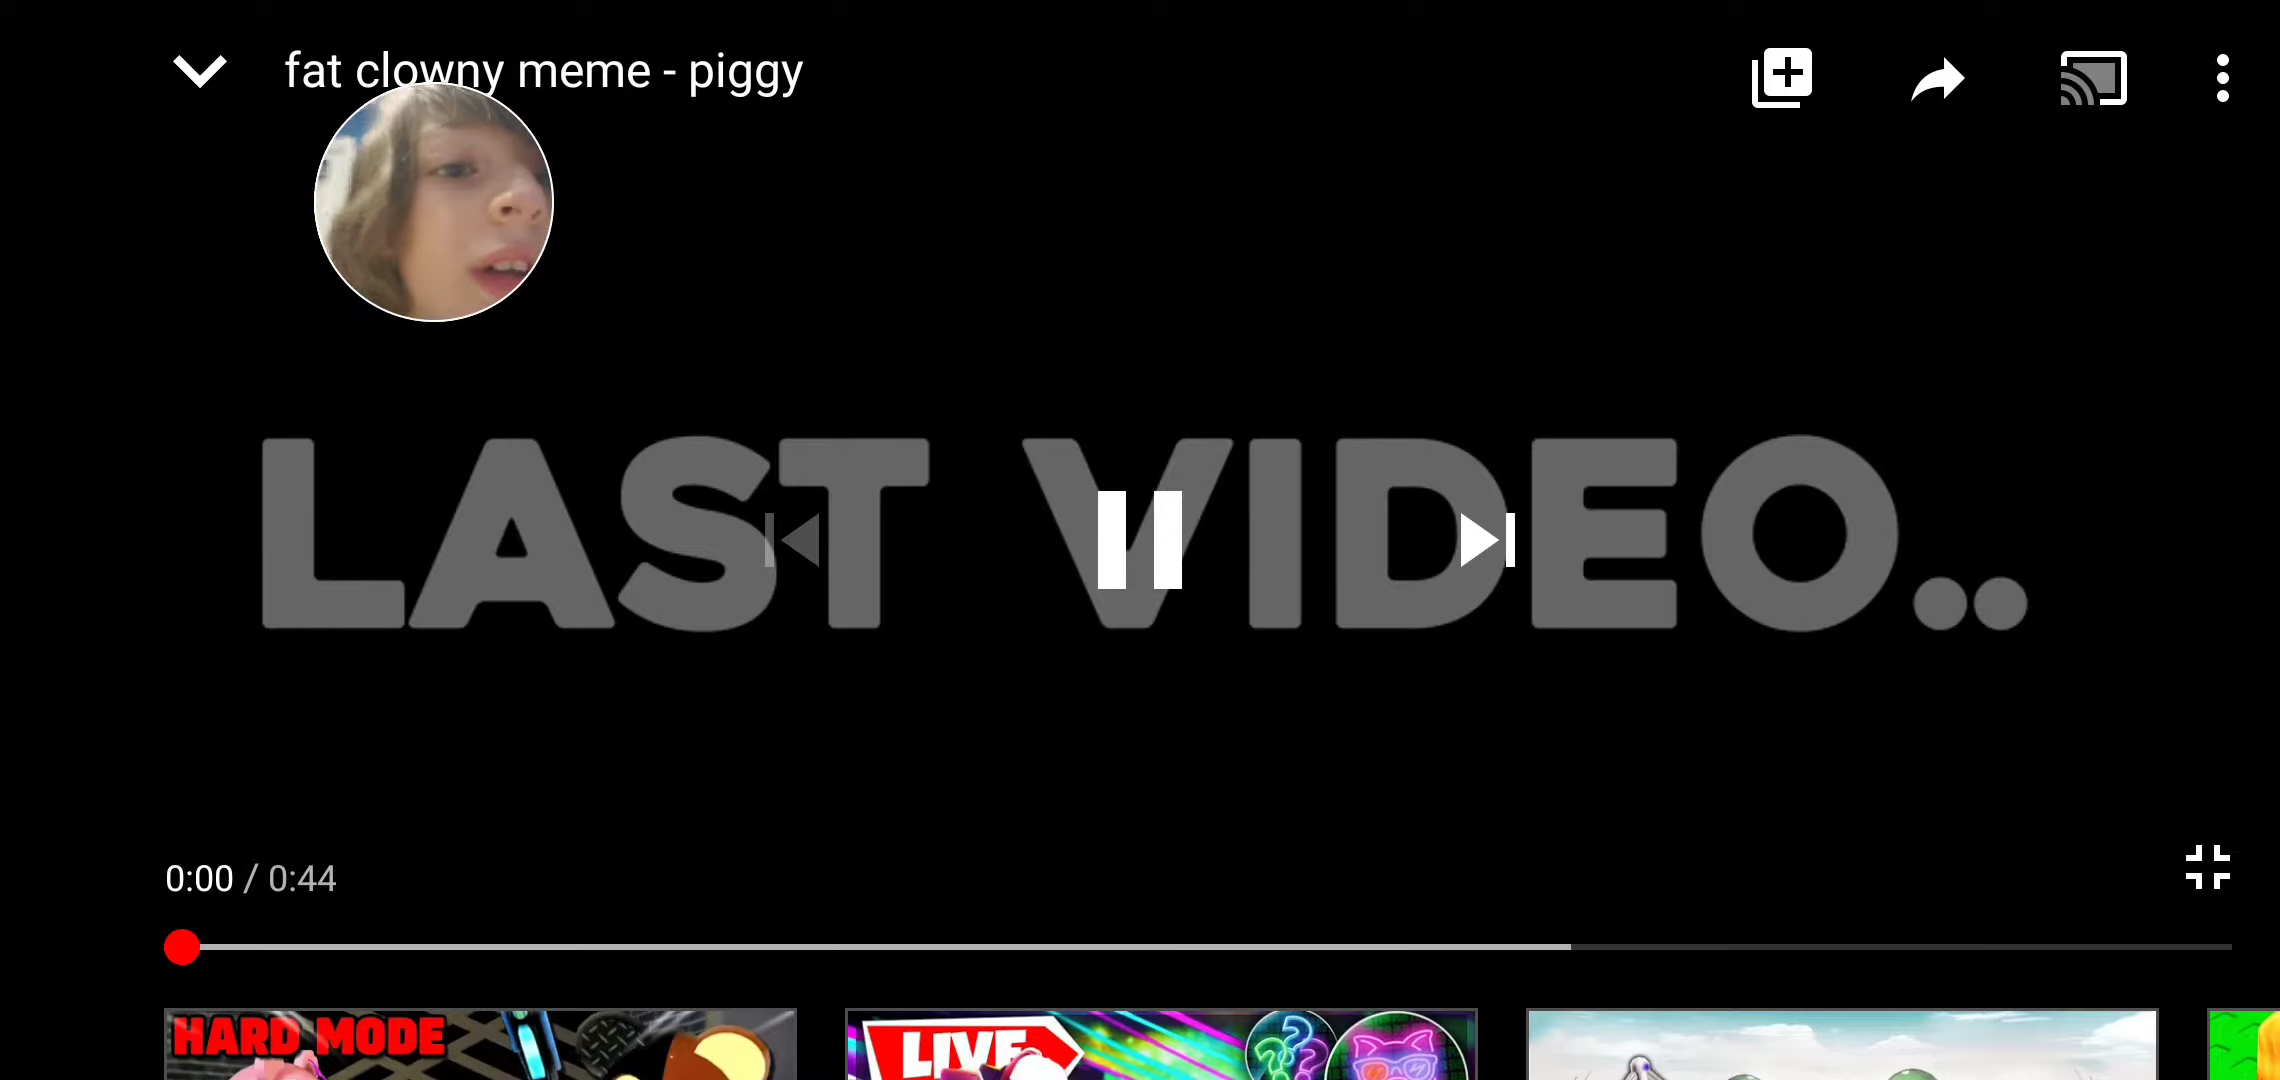 fat clowny meme - piggy
LAST VIDEO..
0:00 / 0:44
HARD MODE
LIVE
???